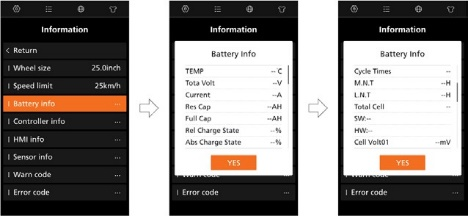 Information
< Return
Wheel size 25.0inch
Speed limit 25km/h
Battery info ...
Controller info ...
HMI info ...
Sensor info ...
Warn code ...
Error code ...
Information
Battery Info
TEMP -- C
Tota Volt --V
Current --A
Res Cap --AH
Full Cap --AH
Rel Charge State --%
Abs Charge State --%
YES
Warn code ...
Error code ...
Information
Battery Info
Cycle Times --
M.N.T --H
L.N.T --H
Total Cell --
SW:--
HW:--
Cell Volt01 --mV
YES
Warn code ...
Error code ...